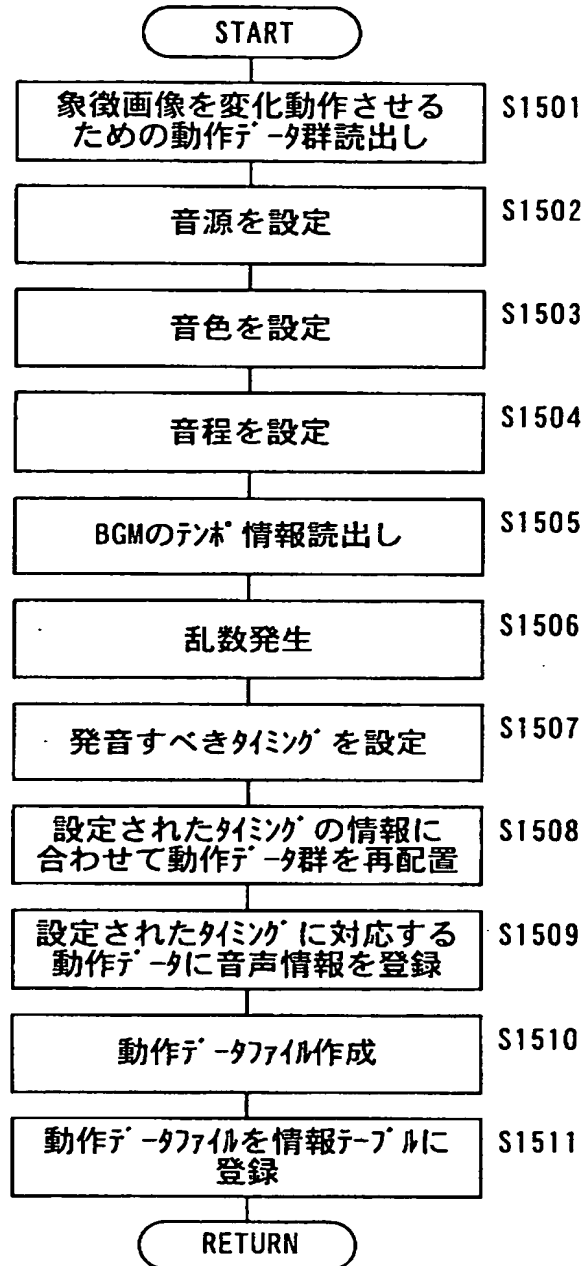 START
象徴画像を変化動作させる
ための動作ﾃﾞｰﾀ群読出し
S1501
音源を設定
S1502
音色を設定
S1503
音程を設定
S1504
BGMのﾃﾝﾎﾟ情報読出し
S1505
乱数発生
S1506
発音すべきﾀｲﾐﾝｸﾞを設定
S1507
設定されたﾀｲﾐﾝｸﾞの情報に
合わせて動作ﾃﾞｰﾀ群を再配置
S1508
設定されたﾀｲﾐﾝｸﾞに対応する
動作ﾃﾞｰﾀに音声情報を登録
S1509
動作ﾃﾞｰﾀﾌｧｲﾙ作成
S1510
動作ﾃﾞｰﾀﾌｧｲﾙを情報ﾃｰﾌﾞﾙに
登録
S1511
RETURN